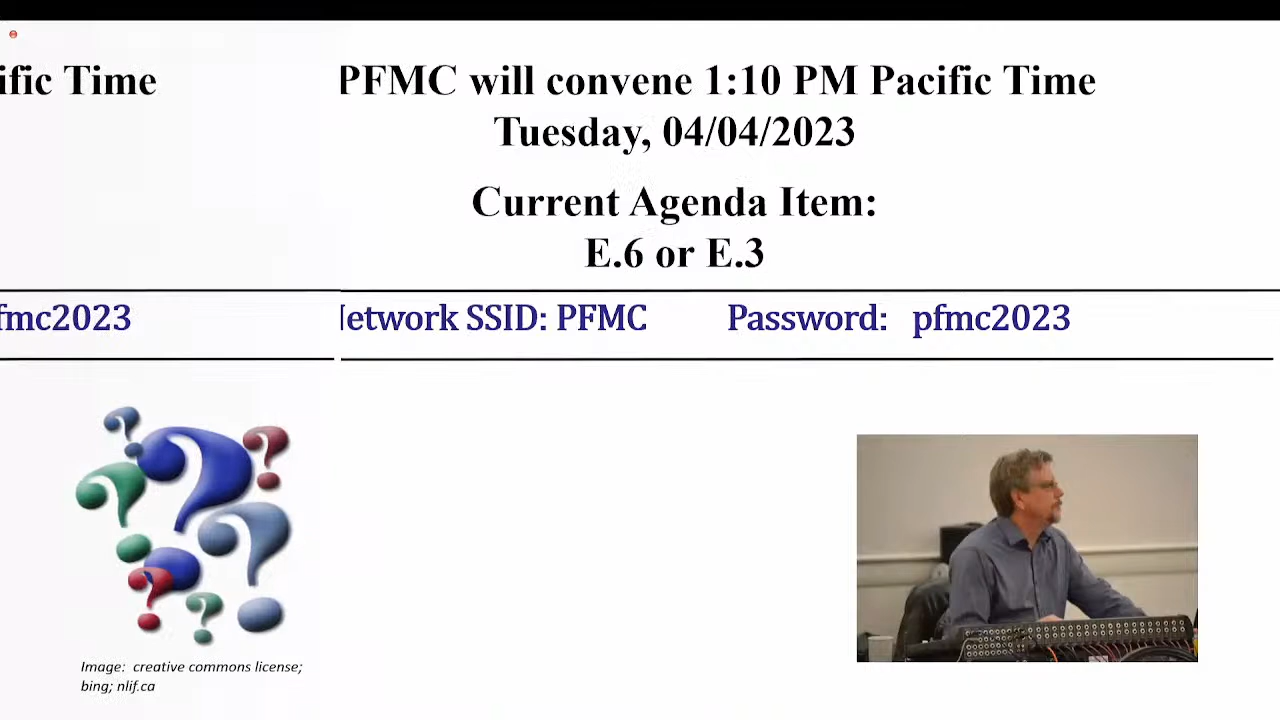 ific Time
PFMC will convene 1:10 PM Pacific Time
Tuesday, 04/04/2023
Current Agenda Item:
E.6 or E.3
fmc2023
etwork SSID: PFMC Password: pfmc2023
Image: creative commons license;
bing; nlif.ca